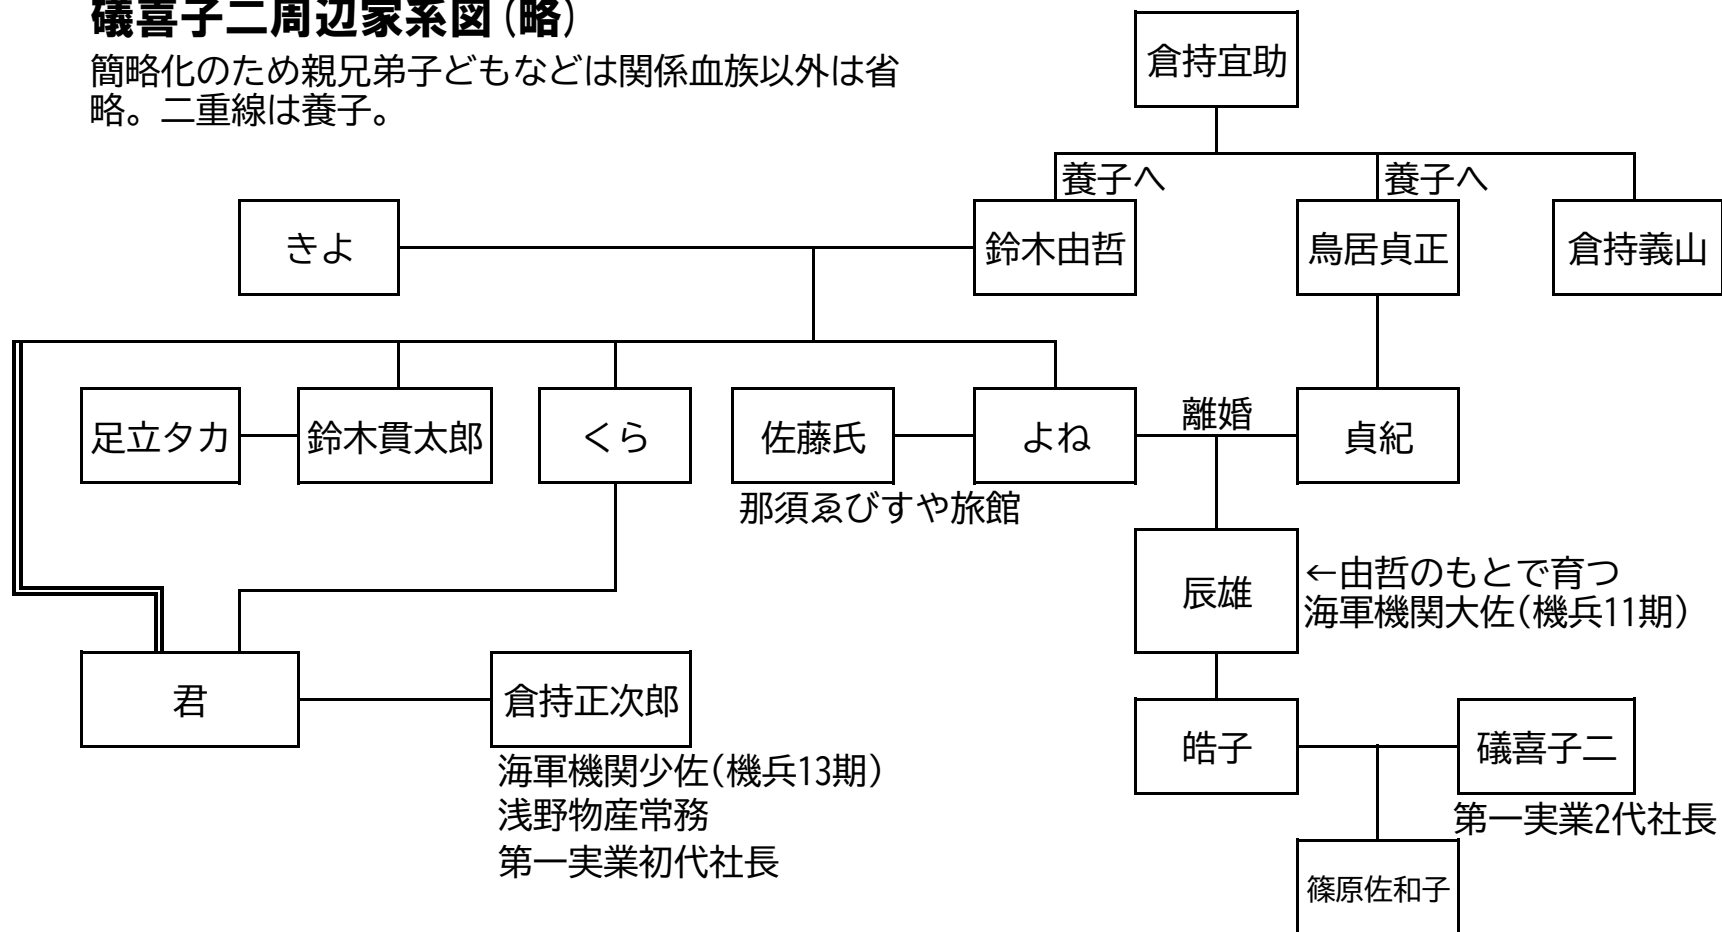 礒喜子二周辺家系図(略)
簡略化のため親兄弟子どもなどは関係血族以外は省
略。二重線は養子。
倉持宜助
養子へ
養子へ
きよ
鈴木由哲
鳥居貞正
倉持義山
足立タカ
鈴木貫太郎
くら
佐藤氏
よね
離婚
貞紀
那須ゑびすや旅館
辰雄
←由哲のもとで育つ
海軍機関大佐(機兵11期)
君
倉持正次郎
皓子
礒喜子二
海軍機関少佐(機兵13期)
浅野物産常務
第一実業初代社長
第一実業2代社長
篠原佐和子